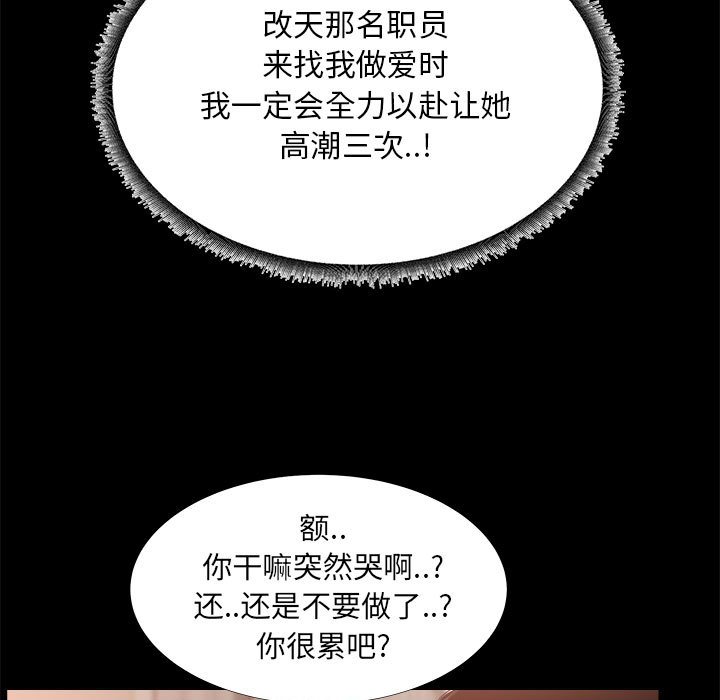 改天那名职员
来找我做爱时
我一定会全力以赴让她
高潮三次..!
额..
你干嘛突然哭啊..?
还..还是不要做了..?
你很累吧?